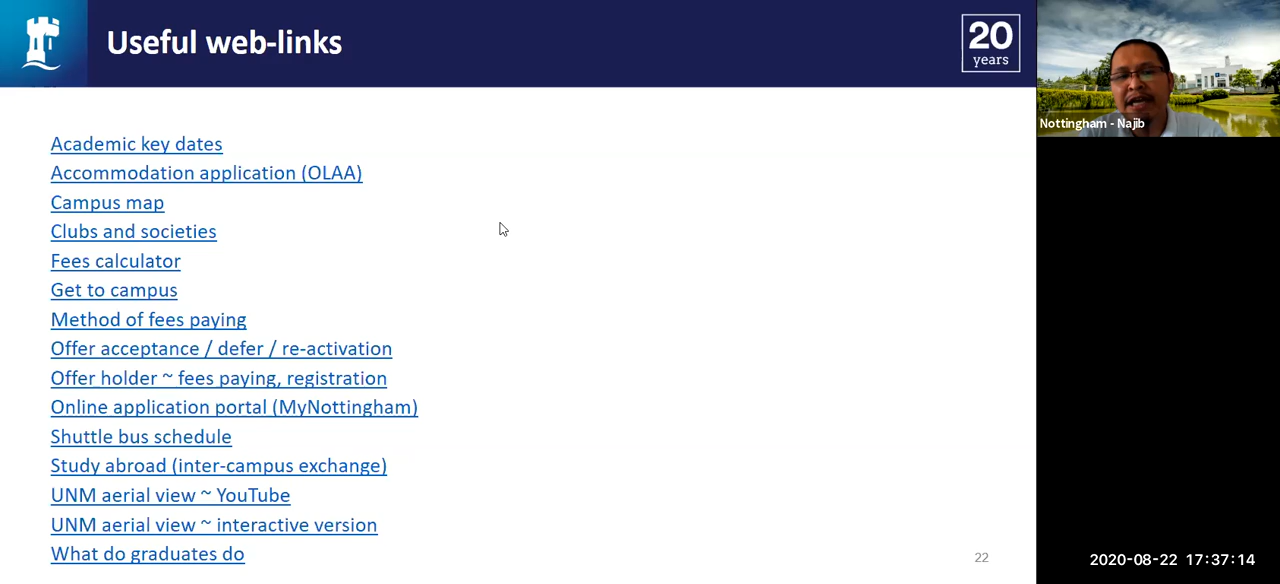 Useful web-links
20
years
Nottingham - Najib
Academic key dates
Accommodation application (OLAA)
Campus map
Clubs and societies
Fees calculator
Get to campus
Method of fees paying
Offer acceptance / defer / re-activation
Offer holder ~ fees paying, registration
Online application portal (MyNottingham)
Shuttle bus schedule
Study abroad (inter-campus exchange)
UNM aerial view ~ YouTube
UNM aerial view ~ interactive version
What do graduates do
22
2020-08-22 17:37:14